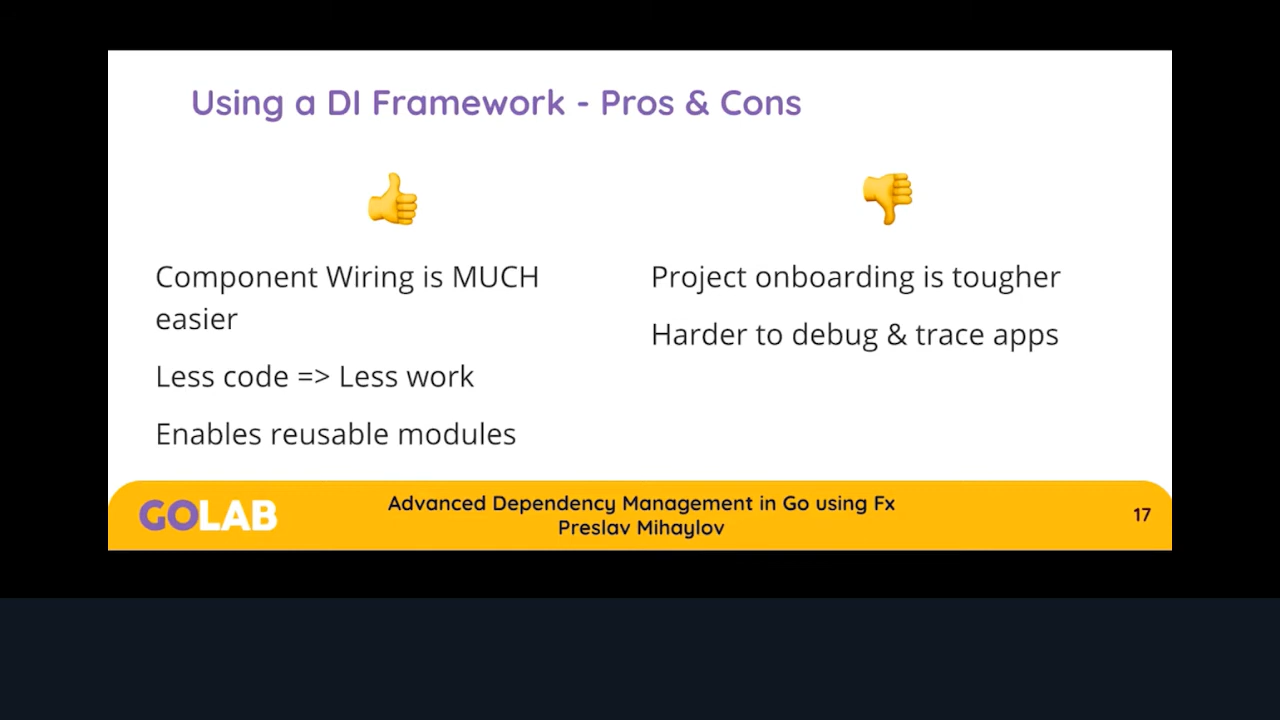 Using a DI Framework - Pros & Cons
Component Wiring is MUCH
easier
Less code => Less work
Enables reusable modules
Project onboarding is tougher
Harder to debug & trace apps
GOLAB
Advanced Dependency Management in Go using Fx
Preslav Mihaylov
17